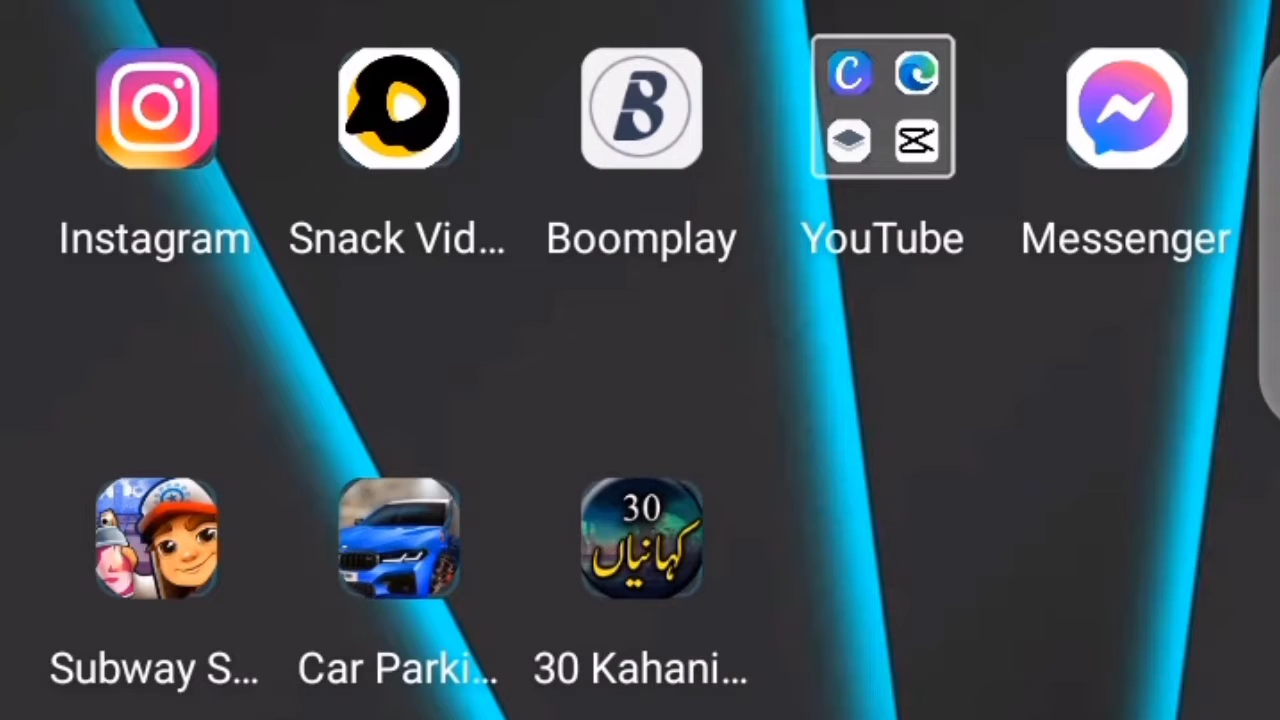 Instagram
Snack Vid...
Boomplay
YouTube
Messenger
30
کہانیاں
Subway S...
Car Parki...
30 Kahani...